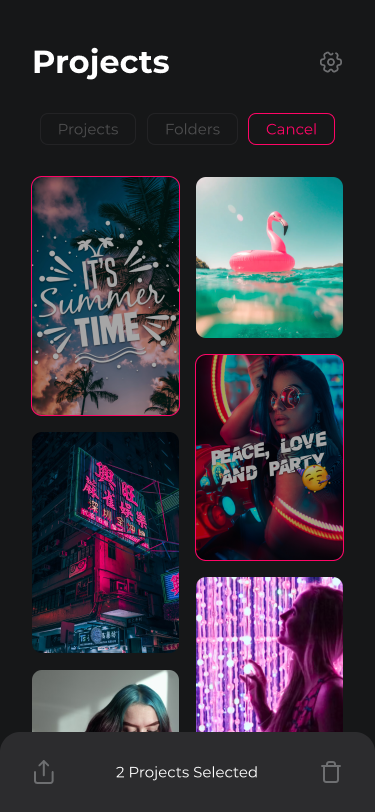 Projects
Projects
Folders
Cancel
IT'S
Summer
TIME
PEACE, LOVE
AND PARTY
2 Projects Selected